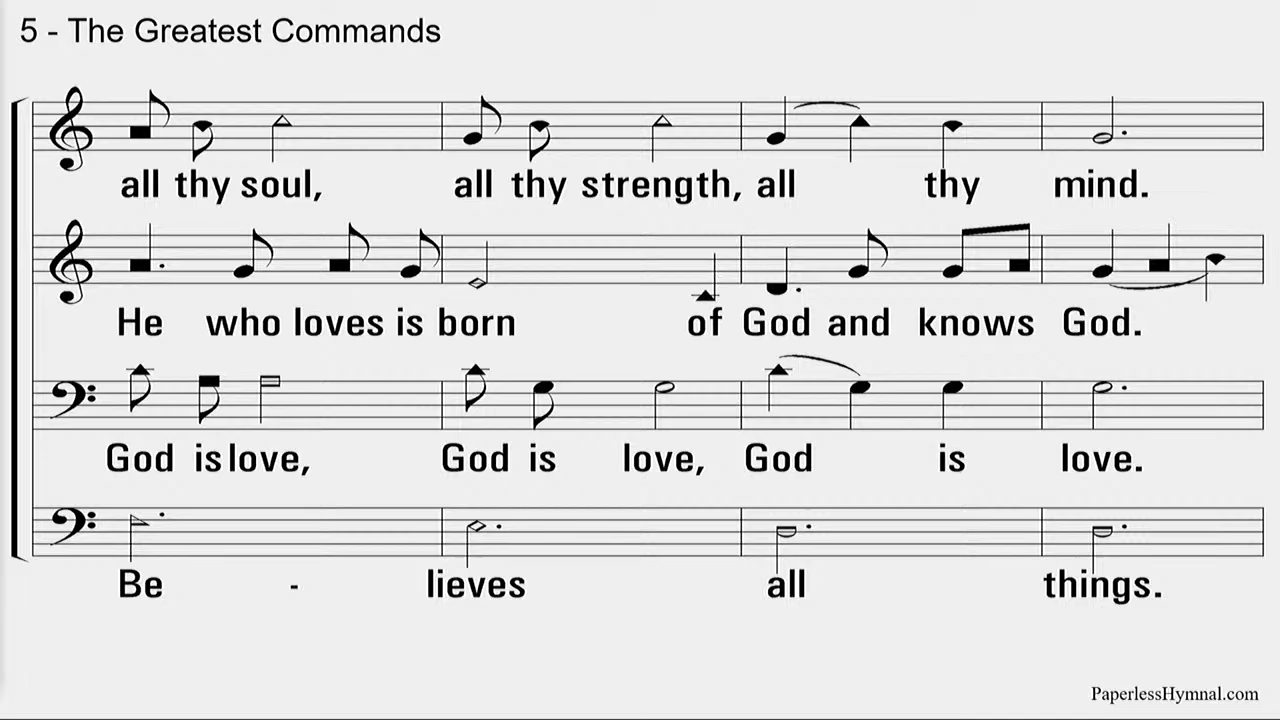 5 - The Greatest Commands
all thy soul, all thy strength, all thy mind.
He who loves is born of God and knows God.
God is love, God is love, God is love.
Be - lieves all things.
PaperlessHymnal.com